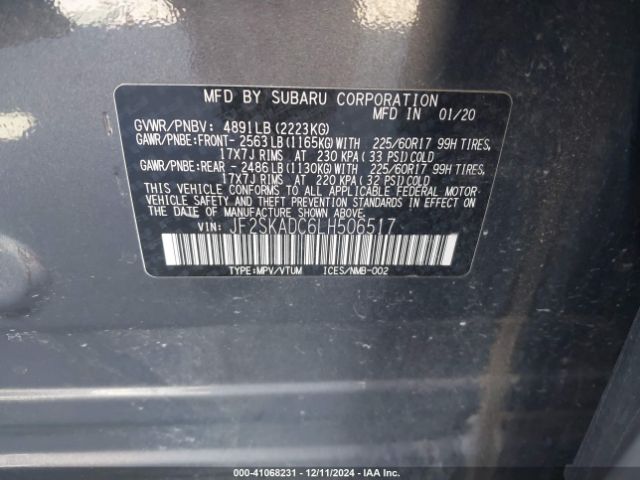 MFD BY SUBARU CORPORATION
MFD IN 01/20
GVWR/PNBV: 4891LB (2223KG)
GAWR/PNBE:FRONT- 2563LB (1165KG) WITH 225/60R17 99H TIRES,
17X7J RIMS AT 230 KPA (33 PSI) COLD
GAWR/PNBE:REAR - 2486LB (1130KG) WITH 225/60R17 99H TIRES,
17X7J RIMS AT 220 KPA (32 PSI) COLD
THIS VEHICLE CONFORMS TO ALL APPLICABLE FEDERAL MOTOR
VEHICLE SAFETY AND THEFT PREVENTION STANDARDS IN EFFECT
ON THE DATE OF MANUFACTURE SHOWN ABOVE.
VIN: JF2SKADC6LH506517
TYPE:MPV/VTUM ICES/NMB-002
000-41068231 - 12/11/2024 - IAA Inc.